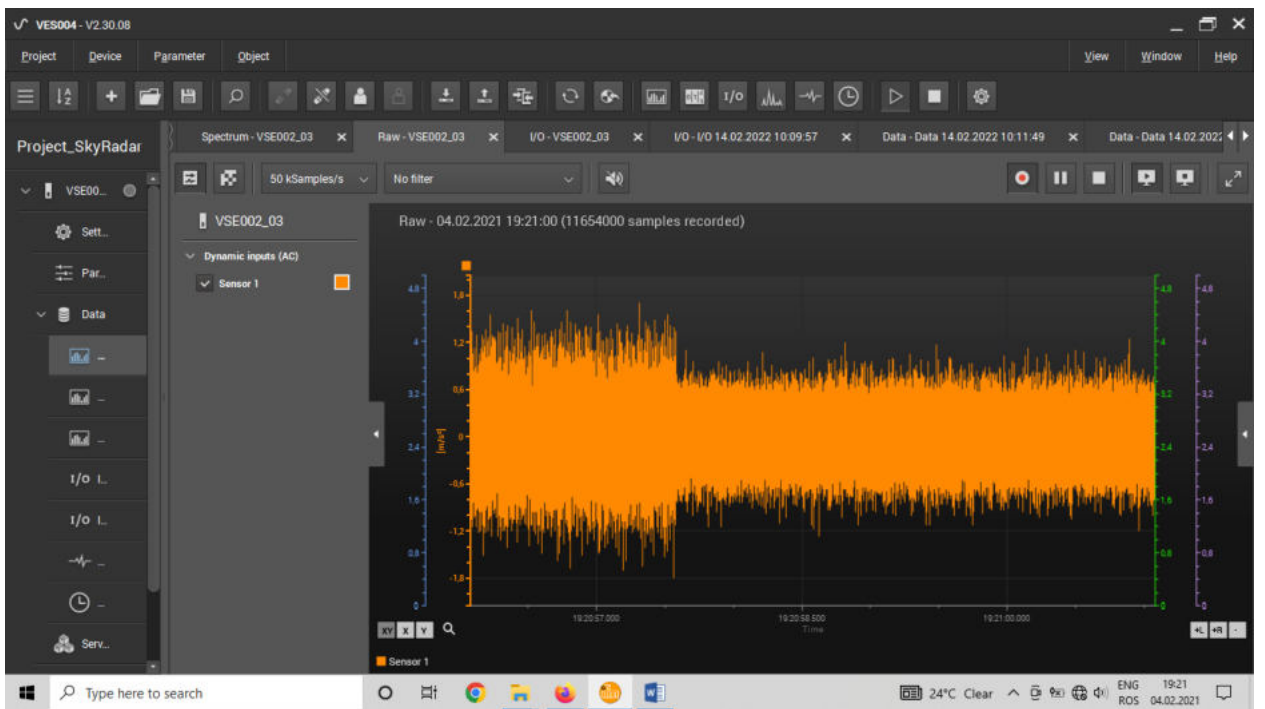 VES004 - V2.30.08
Project Device Parameter Object View Window Help
I/O
Project_SkyRadar
Spectrum - VSE002_03 Raw - VSE002_03 I/O - VSE002_03 I/O - I/O 14.02.2022 10:09:57 Data - Data 14.02.2022 10:11:49 Data - Data 14.02.2022
50 kSamples/s No filter
VSE00...
Sett...
Par...
Data
...
...
...
I/O I...
I/O I...
...
...
Serv...
VSE002_03
Dynamic inputs (AC)
Sensor 1
Raw - 04.02.2021 19:21:00 (11654000 samples recorded)
4,8
4
3,2
2,4
1,6
0,8
0
1,8
1,2
0,6
0
-0,6
-1,2
-1,8
[m/s²]
4,8
4
3,2
2,4
1,6
0,8
0
4,8
4
3,2
2,4
1,6
0,8
0
19:20:57.000 19:20:58.500 19:21:00.000
Time
XY X Y +L +R -
Sensor 1
Type here to search
24°C Clear
ENG
ROS
19:21
04.02.2021